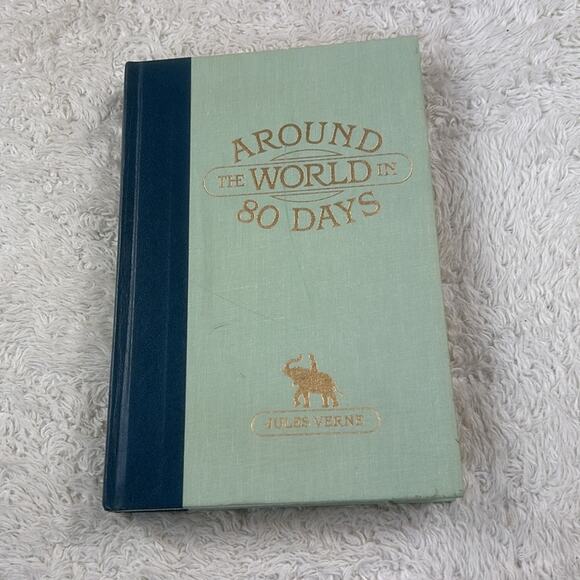 AROUND
THE WORLD IN
80 DAYS
JULES VERNE